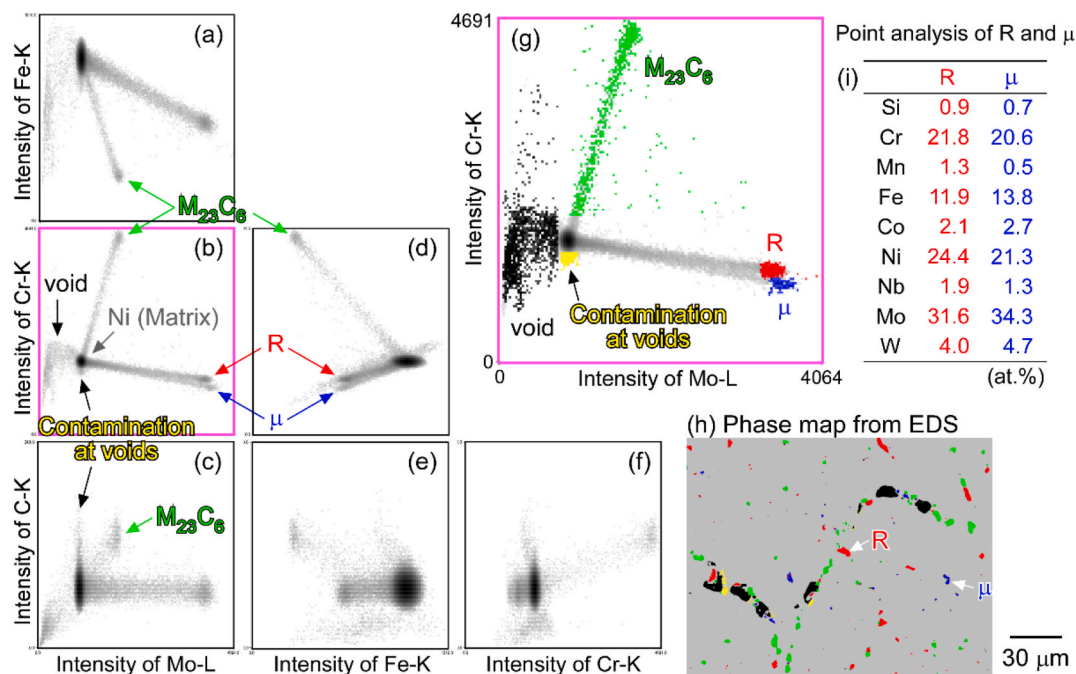 (a)
Intensity of Fe-K
M23C6
(b)
Intensity of Cr-K
void
Ni (Matrix)
Contamination
at voids
(d)
R
μ
(c)
Intensity of C-K
M23C6
Intensity of Mo-L
(e)
Intensity of Fe-K
(f)
Intensity of Cr-K
(g)
4691
Intensity of Cr-K
M23C6
R
μ
void
Contamination
at voids
0
0
Intensity of Mo-L
4064
Point analysis of R and μ
(i)
R μ
Si 0.9 0.7
Cr 21.8 20.6
Mn 1.3 0.5
Fe 11.9 13.8
Co 2.1 2.7
Ni 24.4 21.3
Nb 1.9 1.3
Mo 31.6 34.3
W 4.0 4.7
(at.%)
(h) Phase map from EDS
R
μ
30 μm